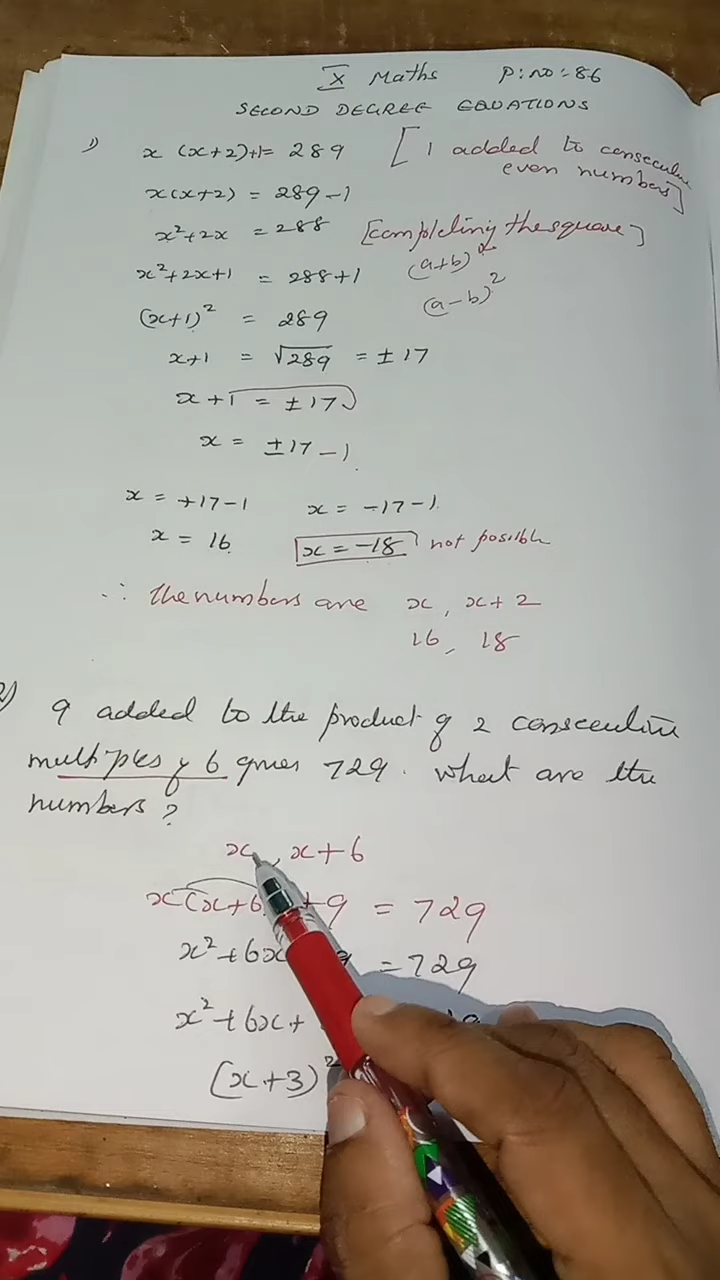 X Maths P: NO:-86
SECOND DEGREE EQUATIONS
1) x (x+2)+1= 289 [1 added to consecutive even numbers]
x(x+2) = 289-1
x²+2x = 288 [completing the square]
x²+2x+1 = 288+1 (a+b)²
(a-b)²
(x+1)² = 289
x+1 = √289 = ±17
x+1 = ±17
x = ±17-1
x = +17-1 x = -17-1
x = 16 x = -18 not possible
∴ the numbers are x, x+2
16, 18
2) 9 added to the product of 2 consecutive
multiples of 6 gives 729. What are the
numbers?
x, x+6
x(x+6 +9 = 729
x²+6x 9 = 729
x²+6x+
(x+3)²